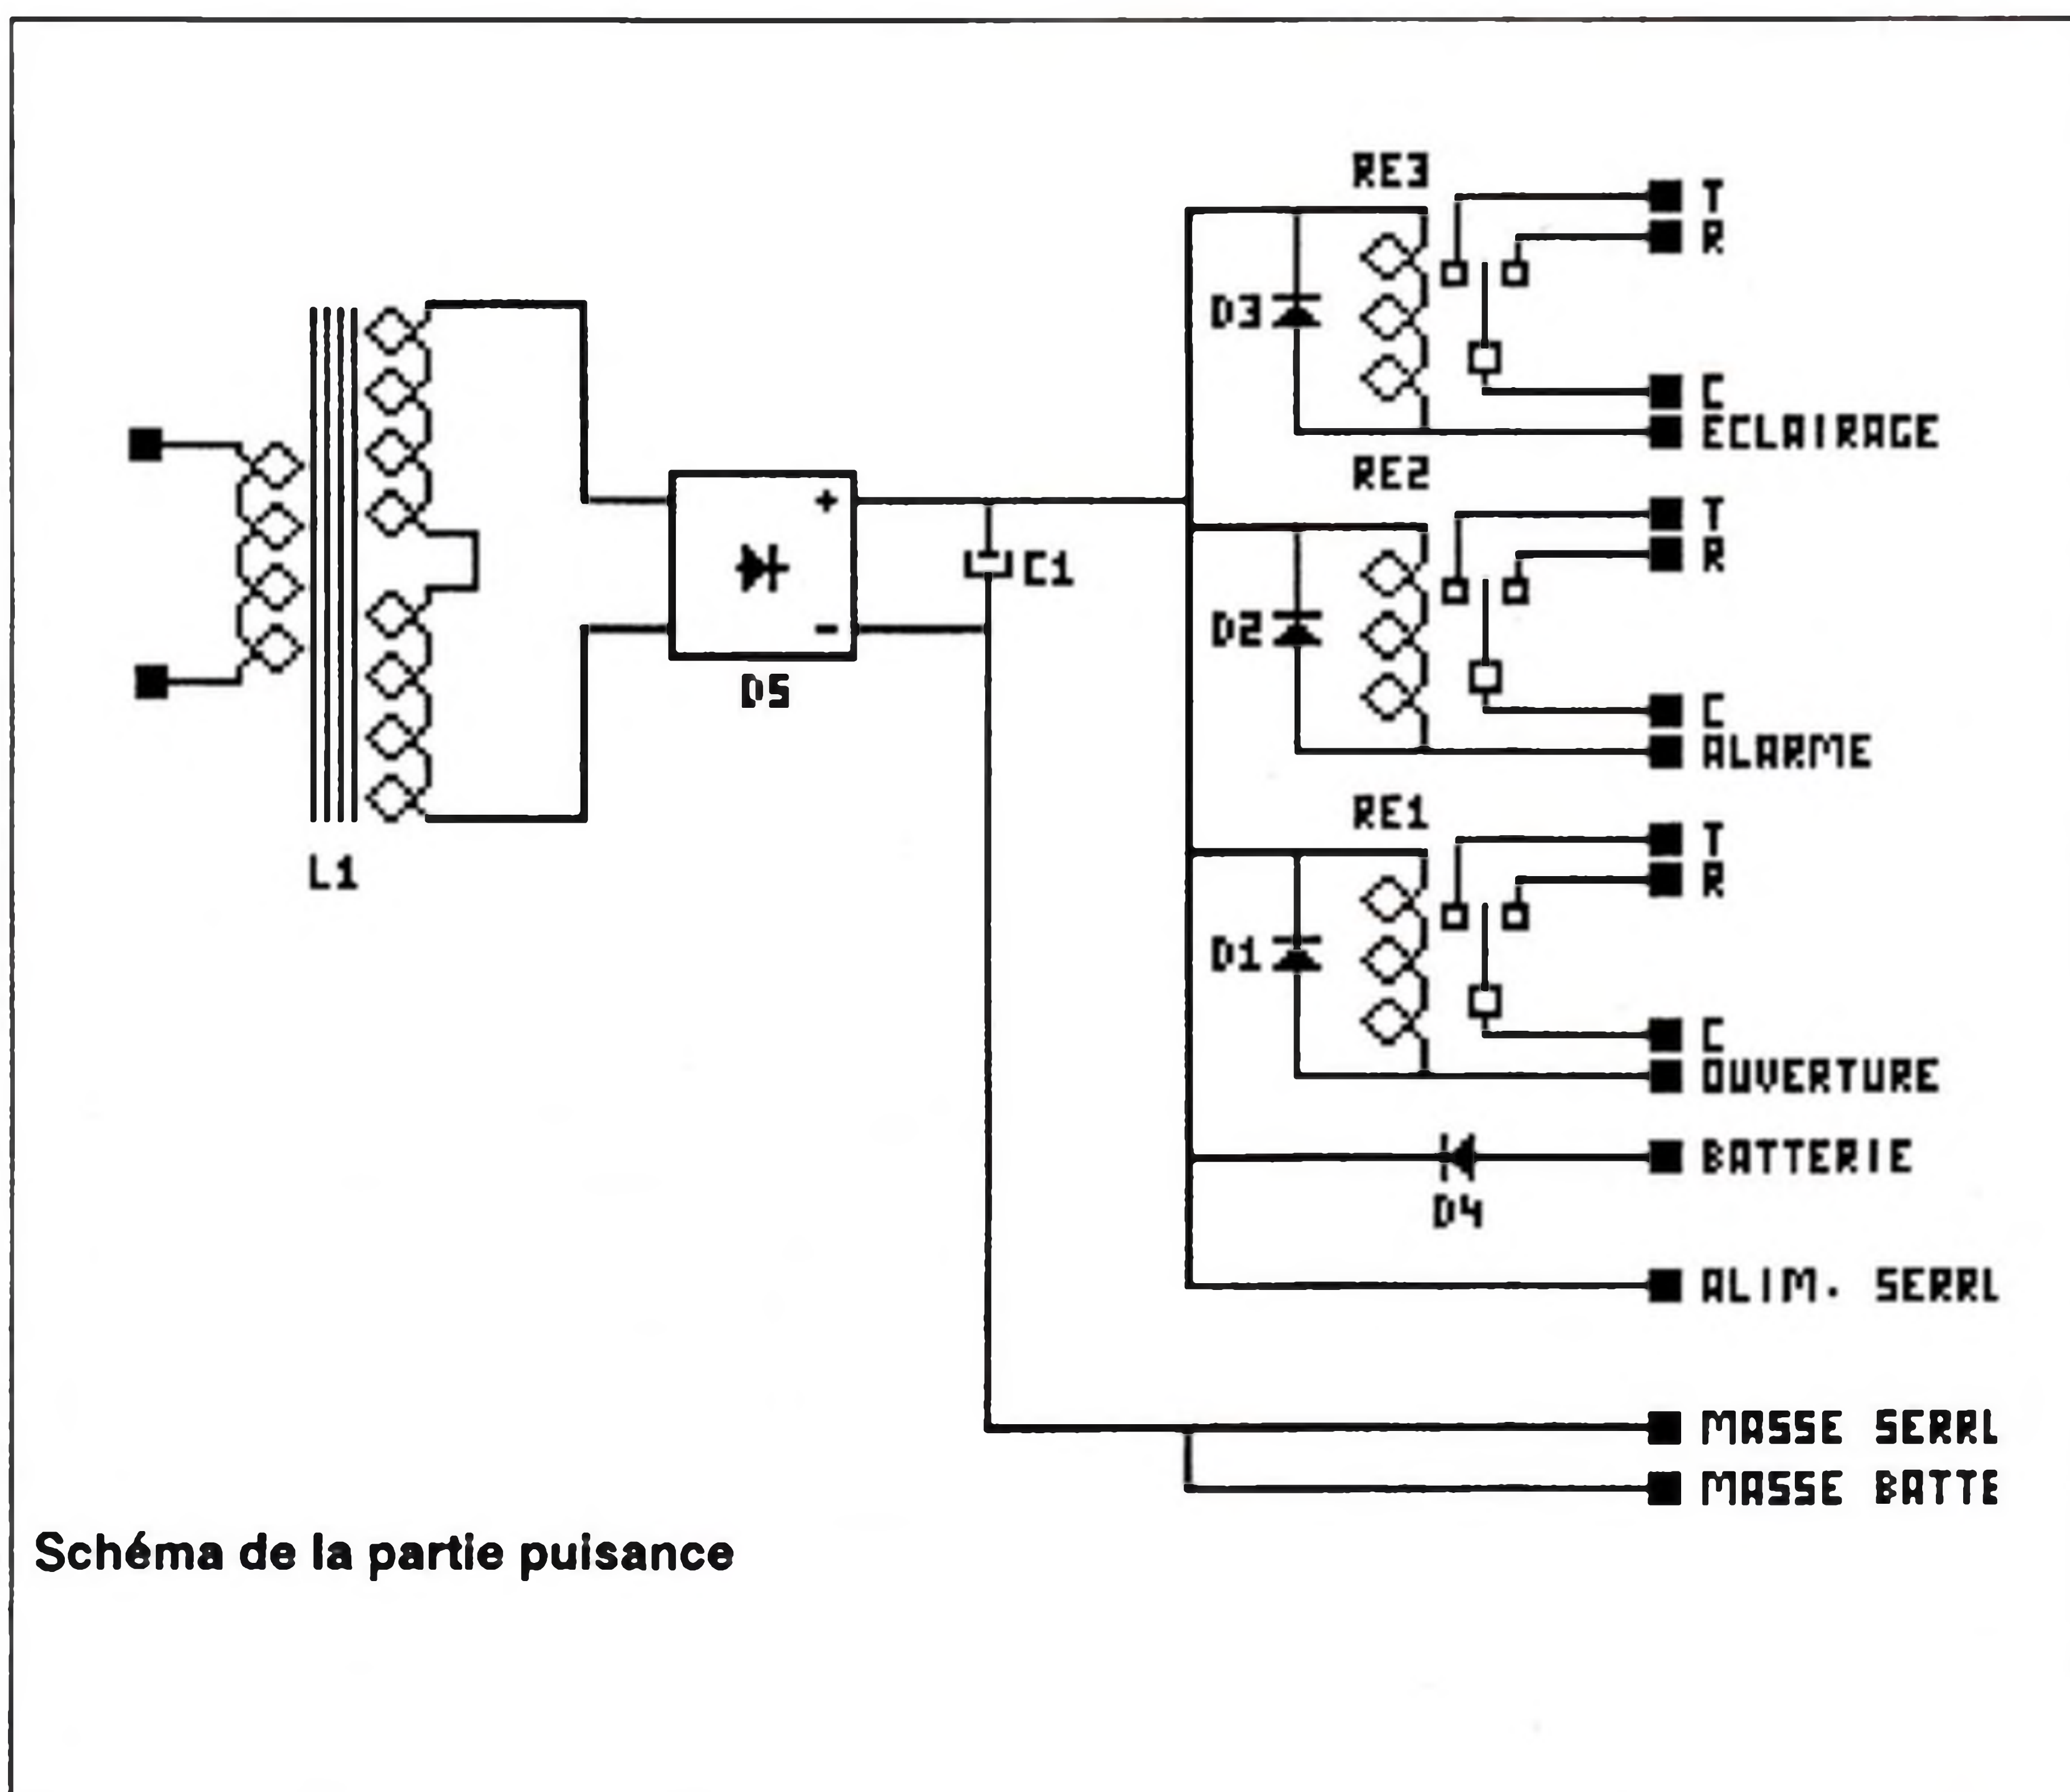 RE3
T
R
D3
C
ECLAIRAGE
RE2
T
R
+
C1
D2
-
D5
C
ALARME
RE1
T
R
L1
D1
C
OUVERTURE
BATTERIE
D4
ALIM. SERRL
MASSE SERRL
MASSE BATTE
Schéma de la partie puisance